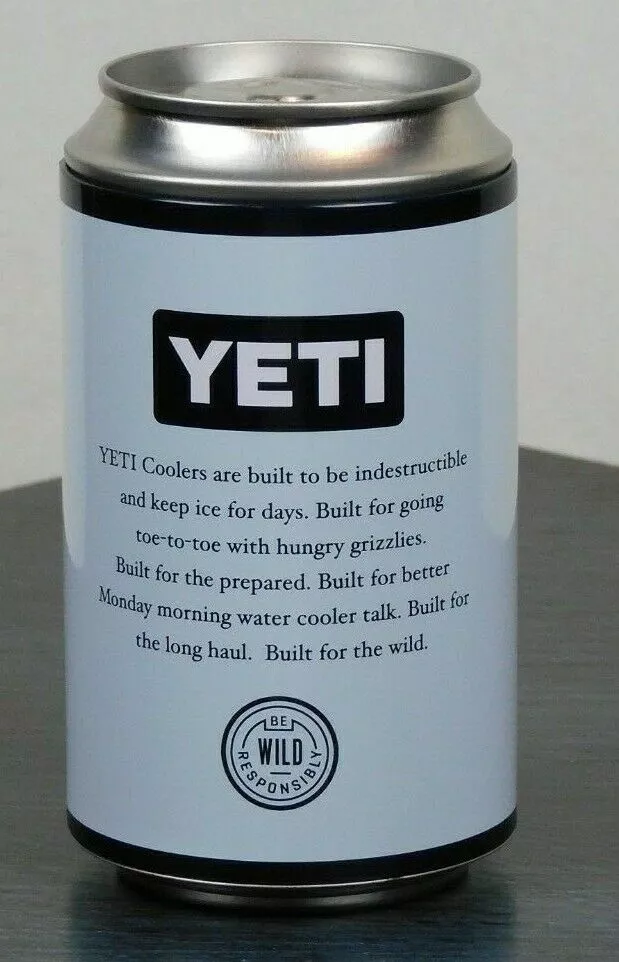 YETI
YETI Coolers are built to be indestructible
and keep ice for days. Built for going
toe-to-toe with hungry grizzlies.
Built for the prepared. Built for better
Monday morning water cooler talk. Built for
the long haul. Built for the wild.
BE
WILD
RESPONSIBLY